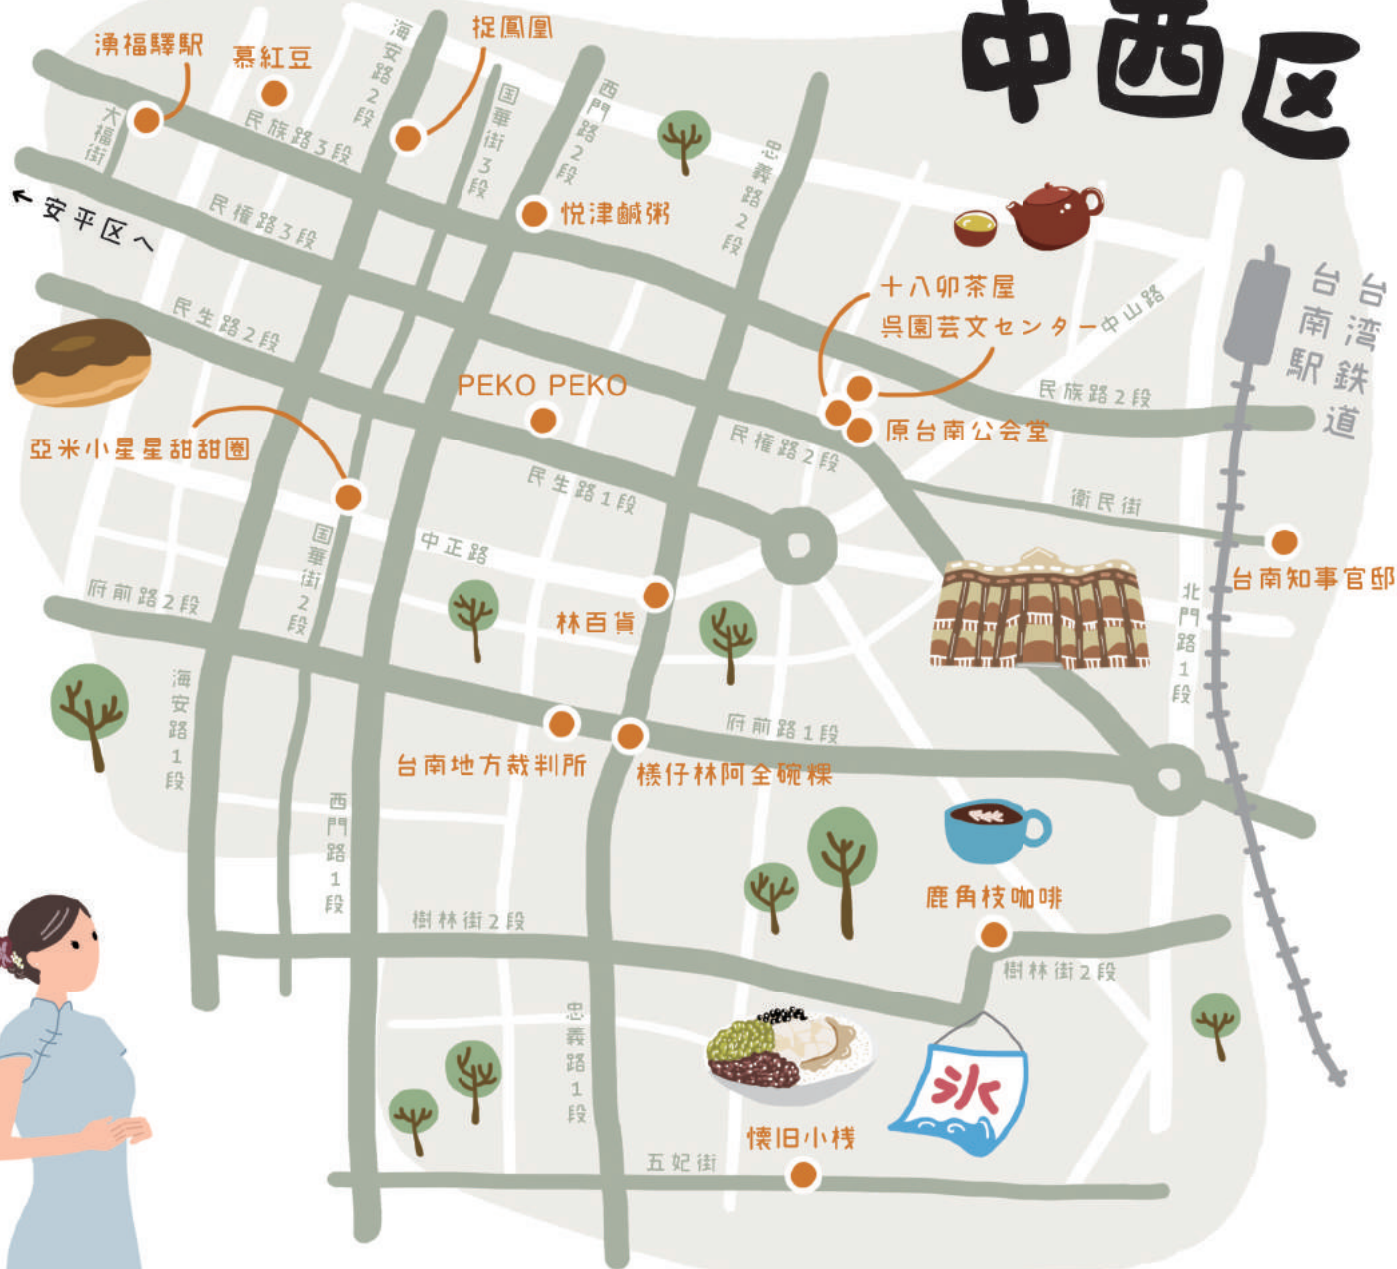 中西区
湧福驛駅
慕紅豆
捉鳳凰
海安路2段
国華街3段
西門路2段
大福街
民族路3段
忠義路2段
←安平区へ
民権路3段
悦津鹹粥
十八卯茶屋
呉園芸文センター
中山路
台湾鉄道
台南駅
民生路2段
PEKO PEKO
民族路2段
原台南公会堂
民権路2段
亞米小星星甜甜圈
民生路1段
衛民街
国華街2段
中正路
台南知事官邸
府前路2段
林百貨
北門路1段
海安路1段
府前路1段
台南地方裁判所
檨仔林阿全碗粿
西門路1段
鹿角枝咖啡
樹林街2段
樹林街2段
忠義路1段
氷
懐旧小棧
五妃街